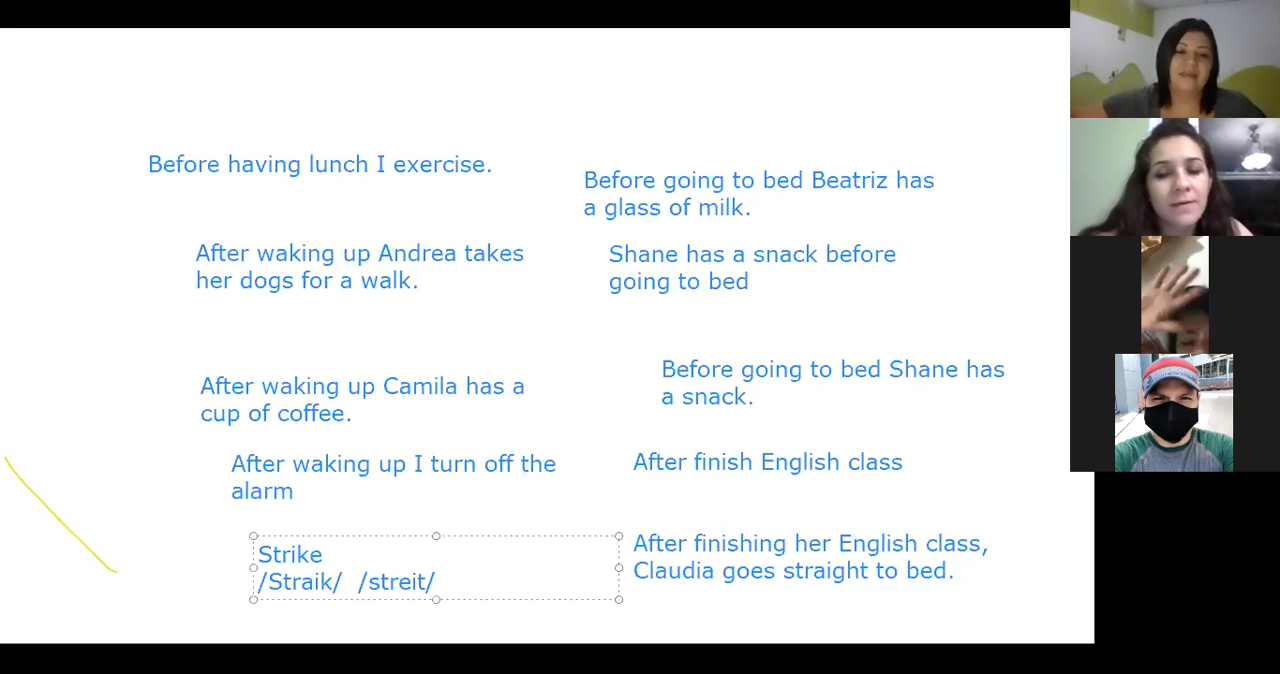 Before having lunch I exercise.
Before going to bed Beatriz has
a glass of milk.
After waking up Andrea takes
her dogs for a walk.
Shane has a snack before
going to bed
After waking up Camila has a
cup of coffee.
Before going to bed Shane has
a snack.
After waking up I turn off the
alarm
After finish English class
Strike
/Straik/  /streit/
After finishing her English class,
Claudia goes straight to bed.